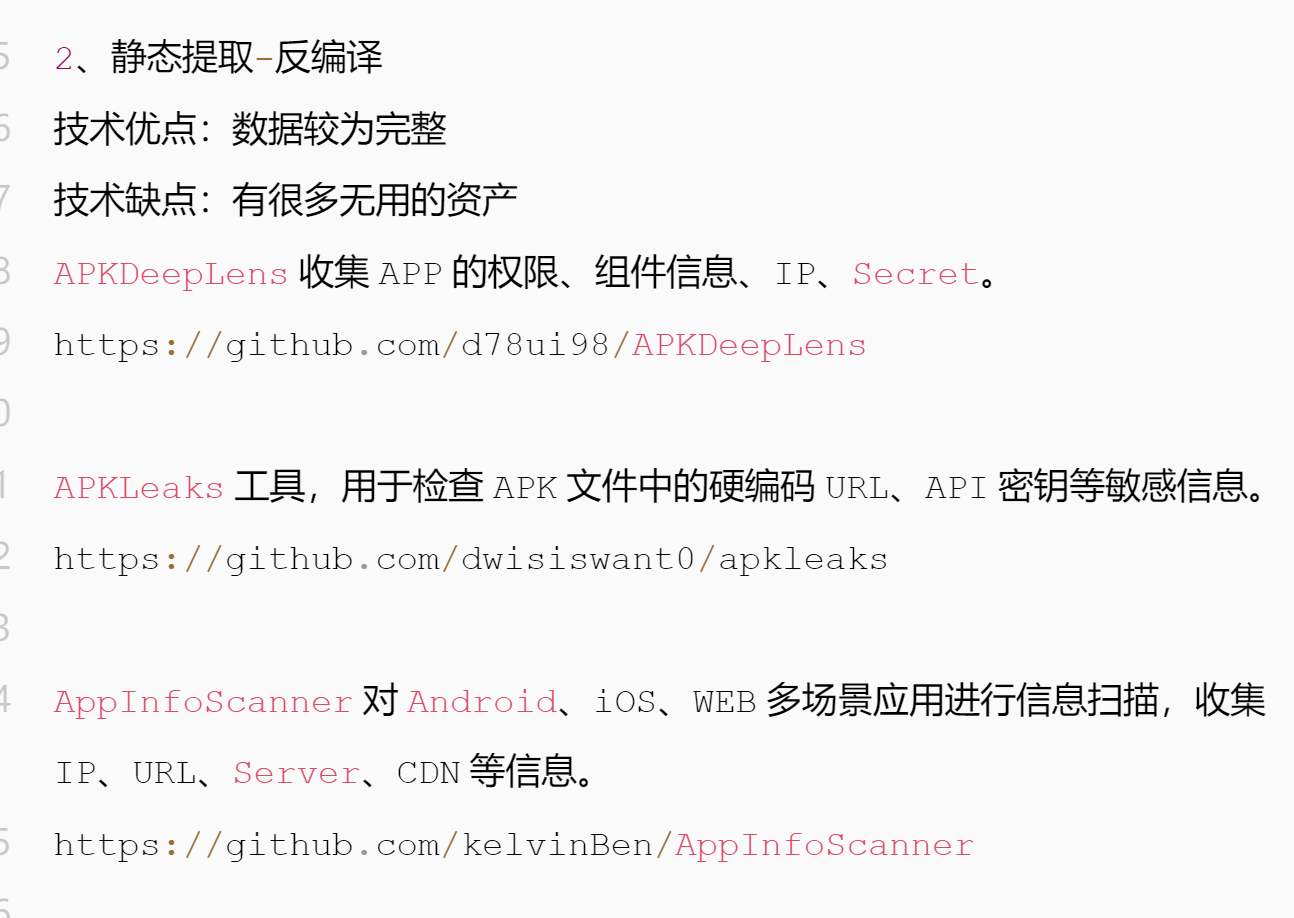 2、静态提取-反编译
技术优点：数据较为完整
技术缺点：有很多无用的资产
APKDeepLens 收集 APP 的权限、组件信息、IP、Secret。
https://github.com/d78ui98/APKDeepLens
APKLeaks 工具，用于检查 APK 文件中的硬编码 URL、API 密钥等敏感信息。
https://github.com/dwisiswant0/apkleaks
AppInfoScanner 对 Android、iOS、WEB 多场景应用进行信息扫描，收集
IP、URL、Server、CDN 等信息。
https://github.com/kelvinBen/AppInfoScanner